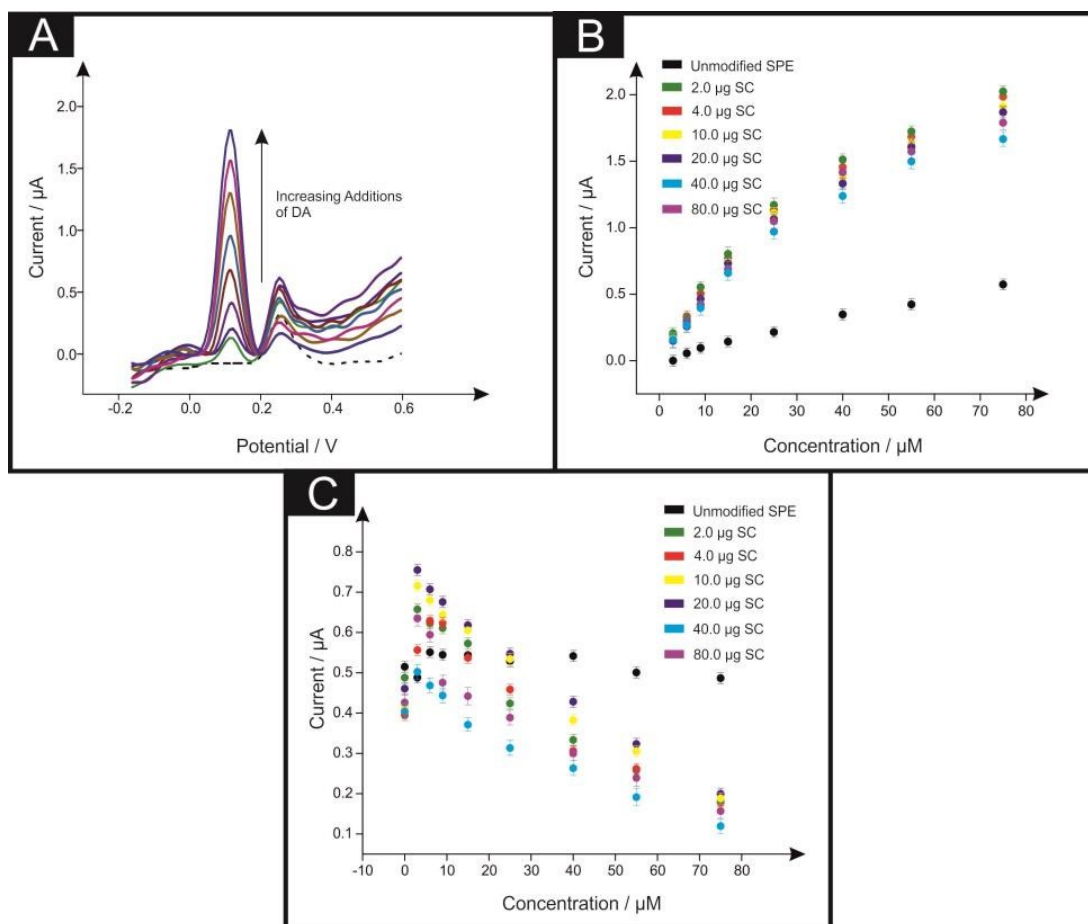 A
Current / µA
2.0
1.5
1.0
0.5
0.0
-0.2
0.0
0.2
0.4
0.6
Potential / V
Increasing Additions
of DA
B
Current / µA
2.0
1.5
1.0
0.5
0.0
0
10
20
30
40
50
60
70
80
Concentration / µM
Unmodified SPE
2.0 µg SC
4.0 µg SC
10.0 µg SC
20.0 µg SC
40.0 µg SC
80.0 µg SC
C
Current / µA
0.8
0.7
0.6
0.5
0.4
0.3
0.2
0.1
-10
0
10
20
30
40
50
60
70
80
Concentration / µM
Unmodified SPE
2.0 µg SC
4.0 µg SC
10.0 µg SC
20.0 µg SC
40.0 µg SC
80.0 µg SC